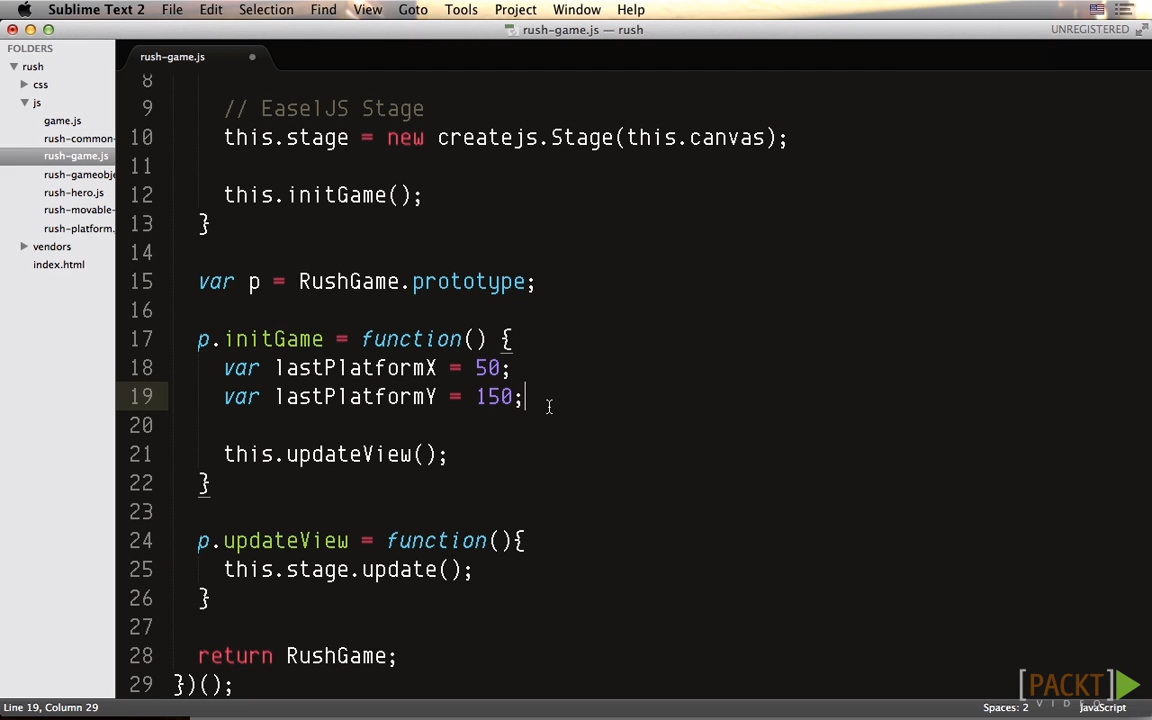 Sublime Text 2 File Edit Selection Find View Goto Tools Project Window Help
rush-game.js — rush
UNREGISTERED
FOLDERS
rush
css
js
game.js
rush-common-
rush-game.js
rush-gameobje
rush-hero.js
rush-movable-
rush-platform.
vendors
index.html
rush-game.js
8
9 // EaselJS Stage
10 this.stage = new createjs.Stage(this.canvas);
11
12 this.initGame();
13 }
14
15 var p = RushGame.prototype;
16
17 p.initGame = function() {
18 var lastPlatformX = 50;
19 var lastPlatformY = 150;
20
21 this.updateView();
22 }
23
24 p.updateView = function(){
25 this.stage.update();
26 }
27
28 return RushGame;
29 })();
[PACKT]
VIDEO
Line 19, Column 29
Spaces: 2
JavaScript